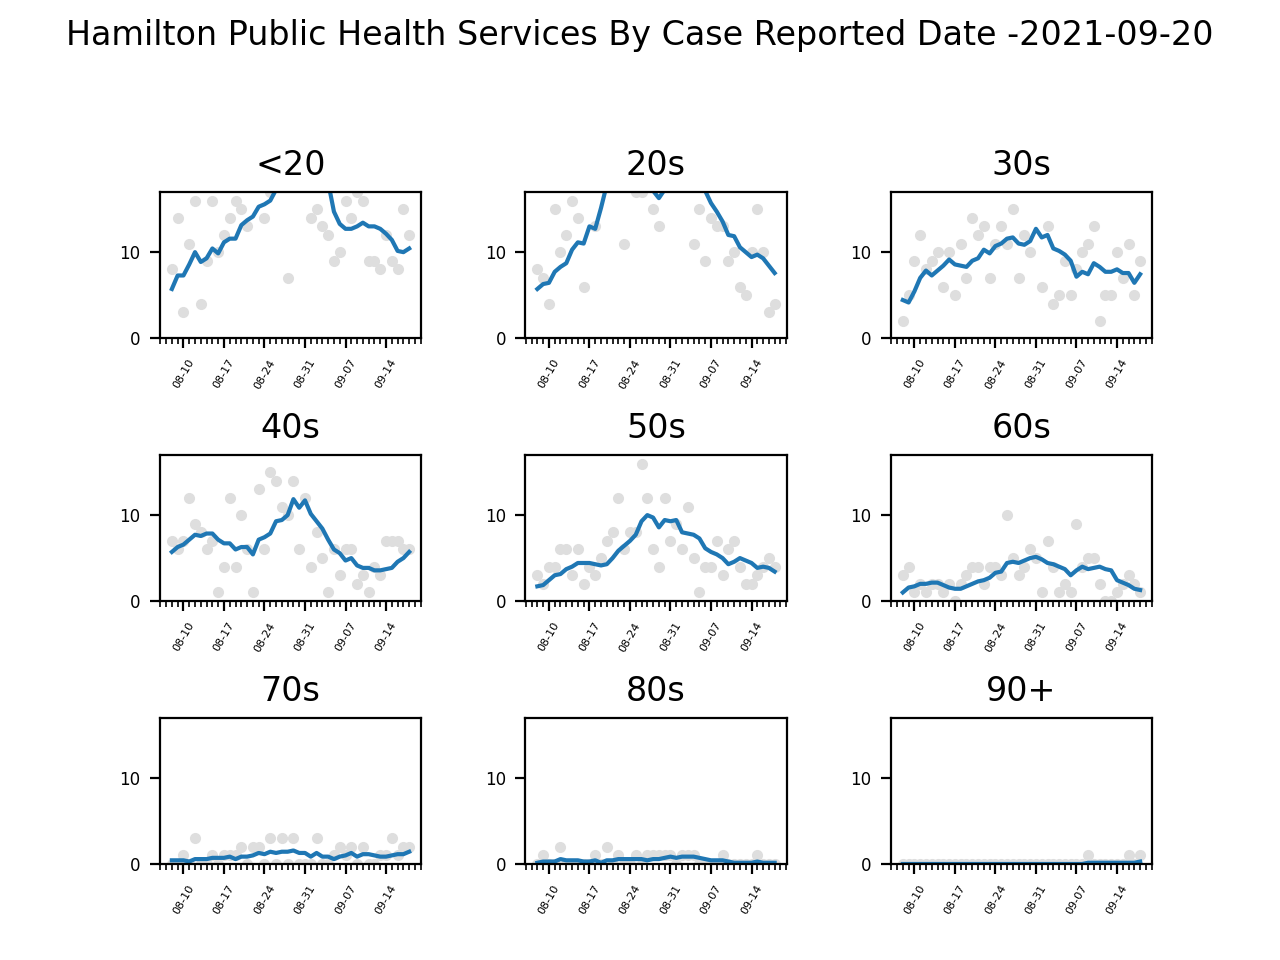 Hamilton Public Health Services By Case Reported Date -2021-09-20
<20 20s 30s
10 10 10
0 0 0
08-10 08-17 08-24 08-31 09-07 09-14 08-10 08-17 08-24 08-31 09-07 09-14 08-10 08-17 08-24 08-31 09-07 09-14
40s 50s 60s
10 10 10
0 0 0
08-10 08-17 08-24 08-31 09-07 09-14 08-10 08-17 08-24 08-31 09-07 09-14 08-10 08-17 08-24 08-31 09-07 09-14
70s 80s 90+
10 10 10
0 0 0
08-10 08-17 08-24 08-31 09-07 09-14 08-10 08-17 08-24 08-31 09-07 09-14 08-10 08-17 08-24 08-31 09-07 09-14